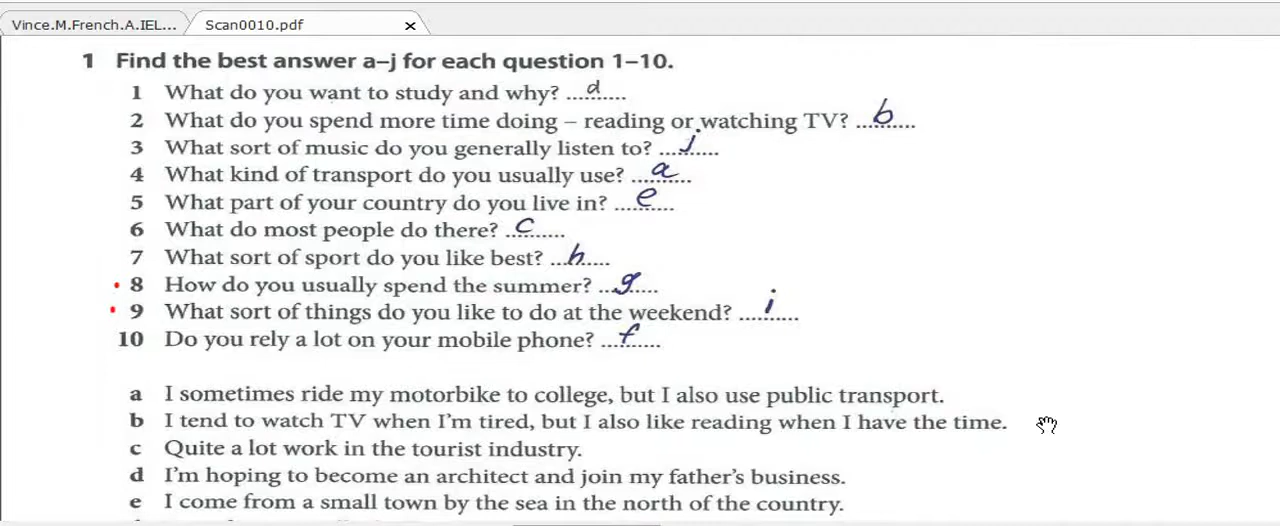 Vince.M.French.A.IEL... Scan0010.pdf
1 Find the best answer a–j for each question 1–10.
1 What do you want to study and why? ....d.....
2 What do you spend more time doing – reading or watching TV? ....b.....
3 What sort of music do you generally listen to? ....j.....
4 What kind of transport do you usually use? ....a.....
5 What part of your country do you live in? ....e.....
6 What do most people do there? ....c.....
7 What sort of sport do you like best? ....h.....
8 How do you usually spend the summer? ....g.....
9 What sort of things do you like to do at the weekend? ....i.....
10 Do you rely a lot on your mobile phone? ....f.....
a I sometimes ride my motorbike to college, but I also use public transport.
b I tend to watch TV when I'm tired, but I also like reading when I have the time.
c Quite a lot work in the tourist industry.
d I'm hoping to become an architect and join my father's business.
e I come from a small town by the sea in the north of the country.